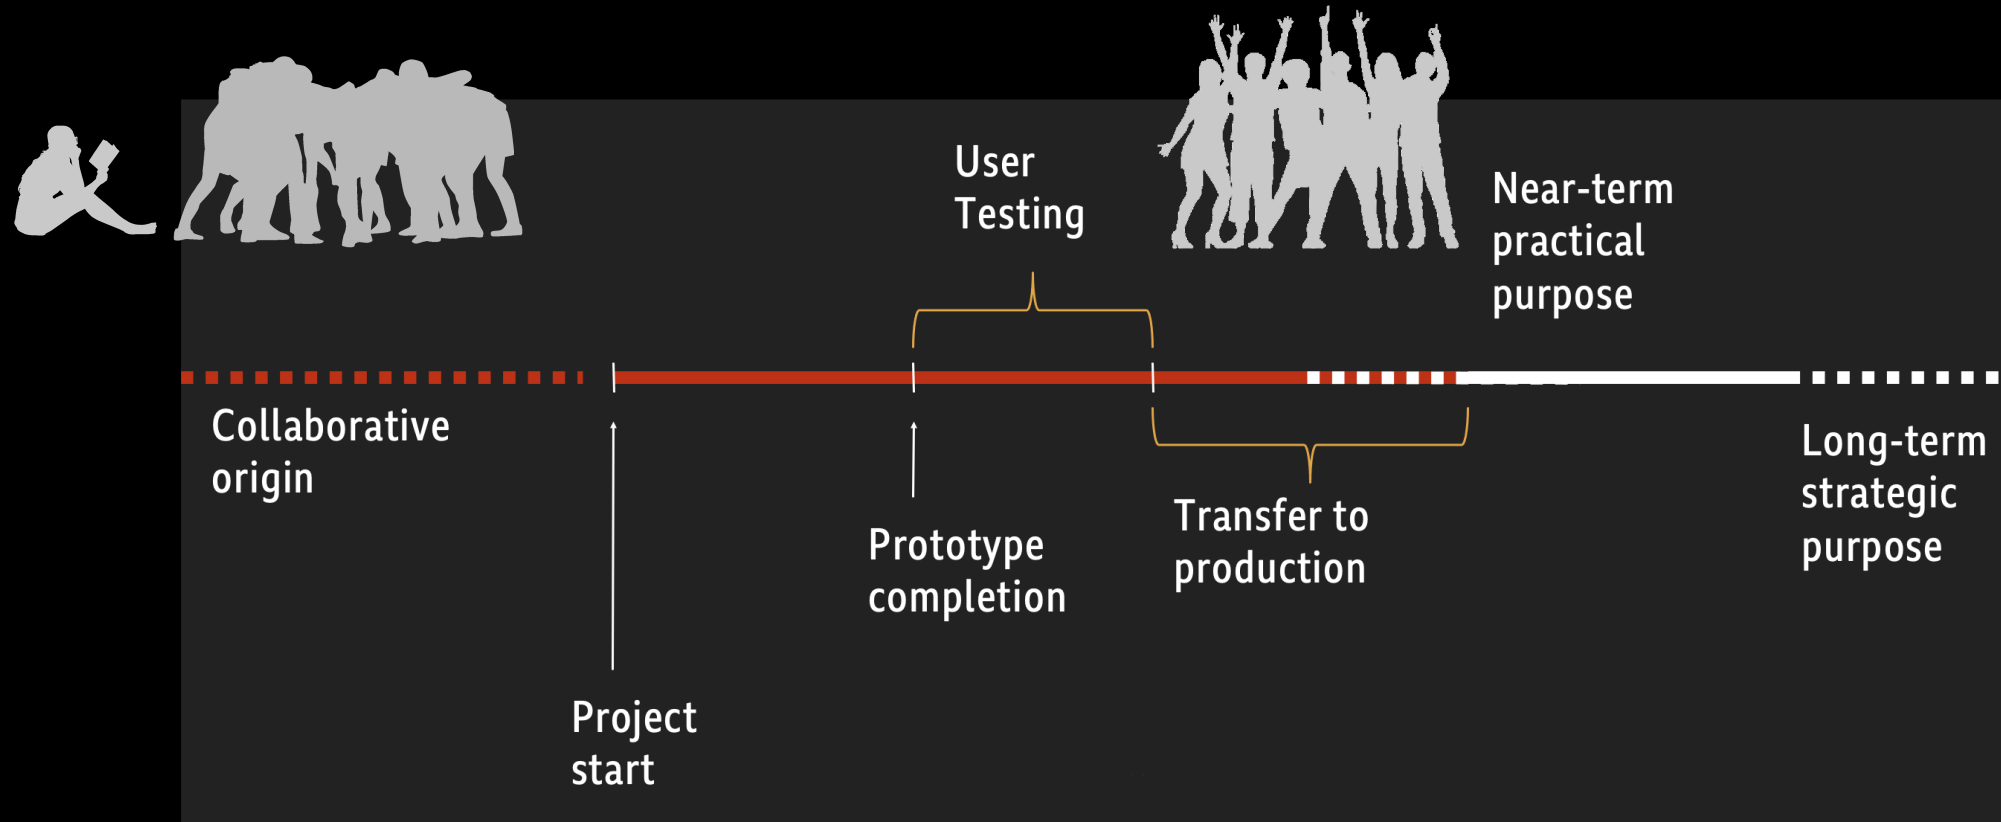 User
Testing
Near-term
practical
purpose
Collaborative
origin
Long-term
strategic
purpose
Prototype
completion
Transfer to
production
Project
start